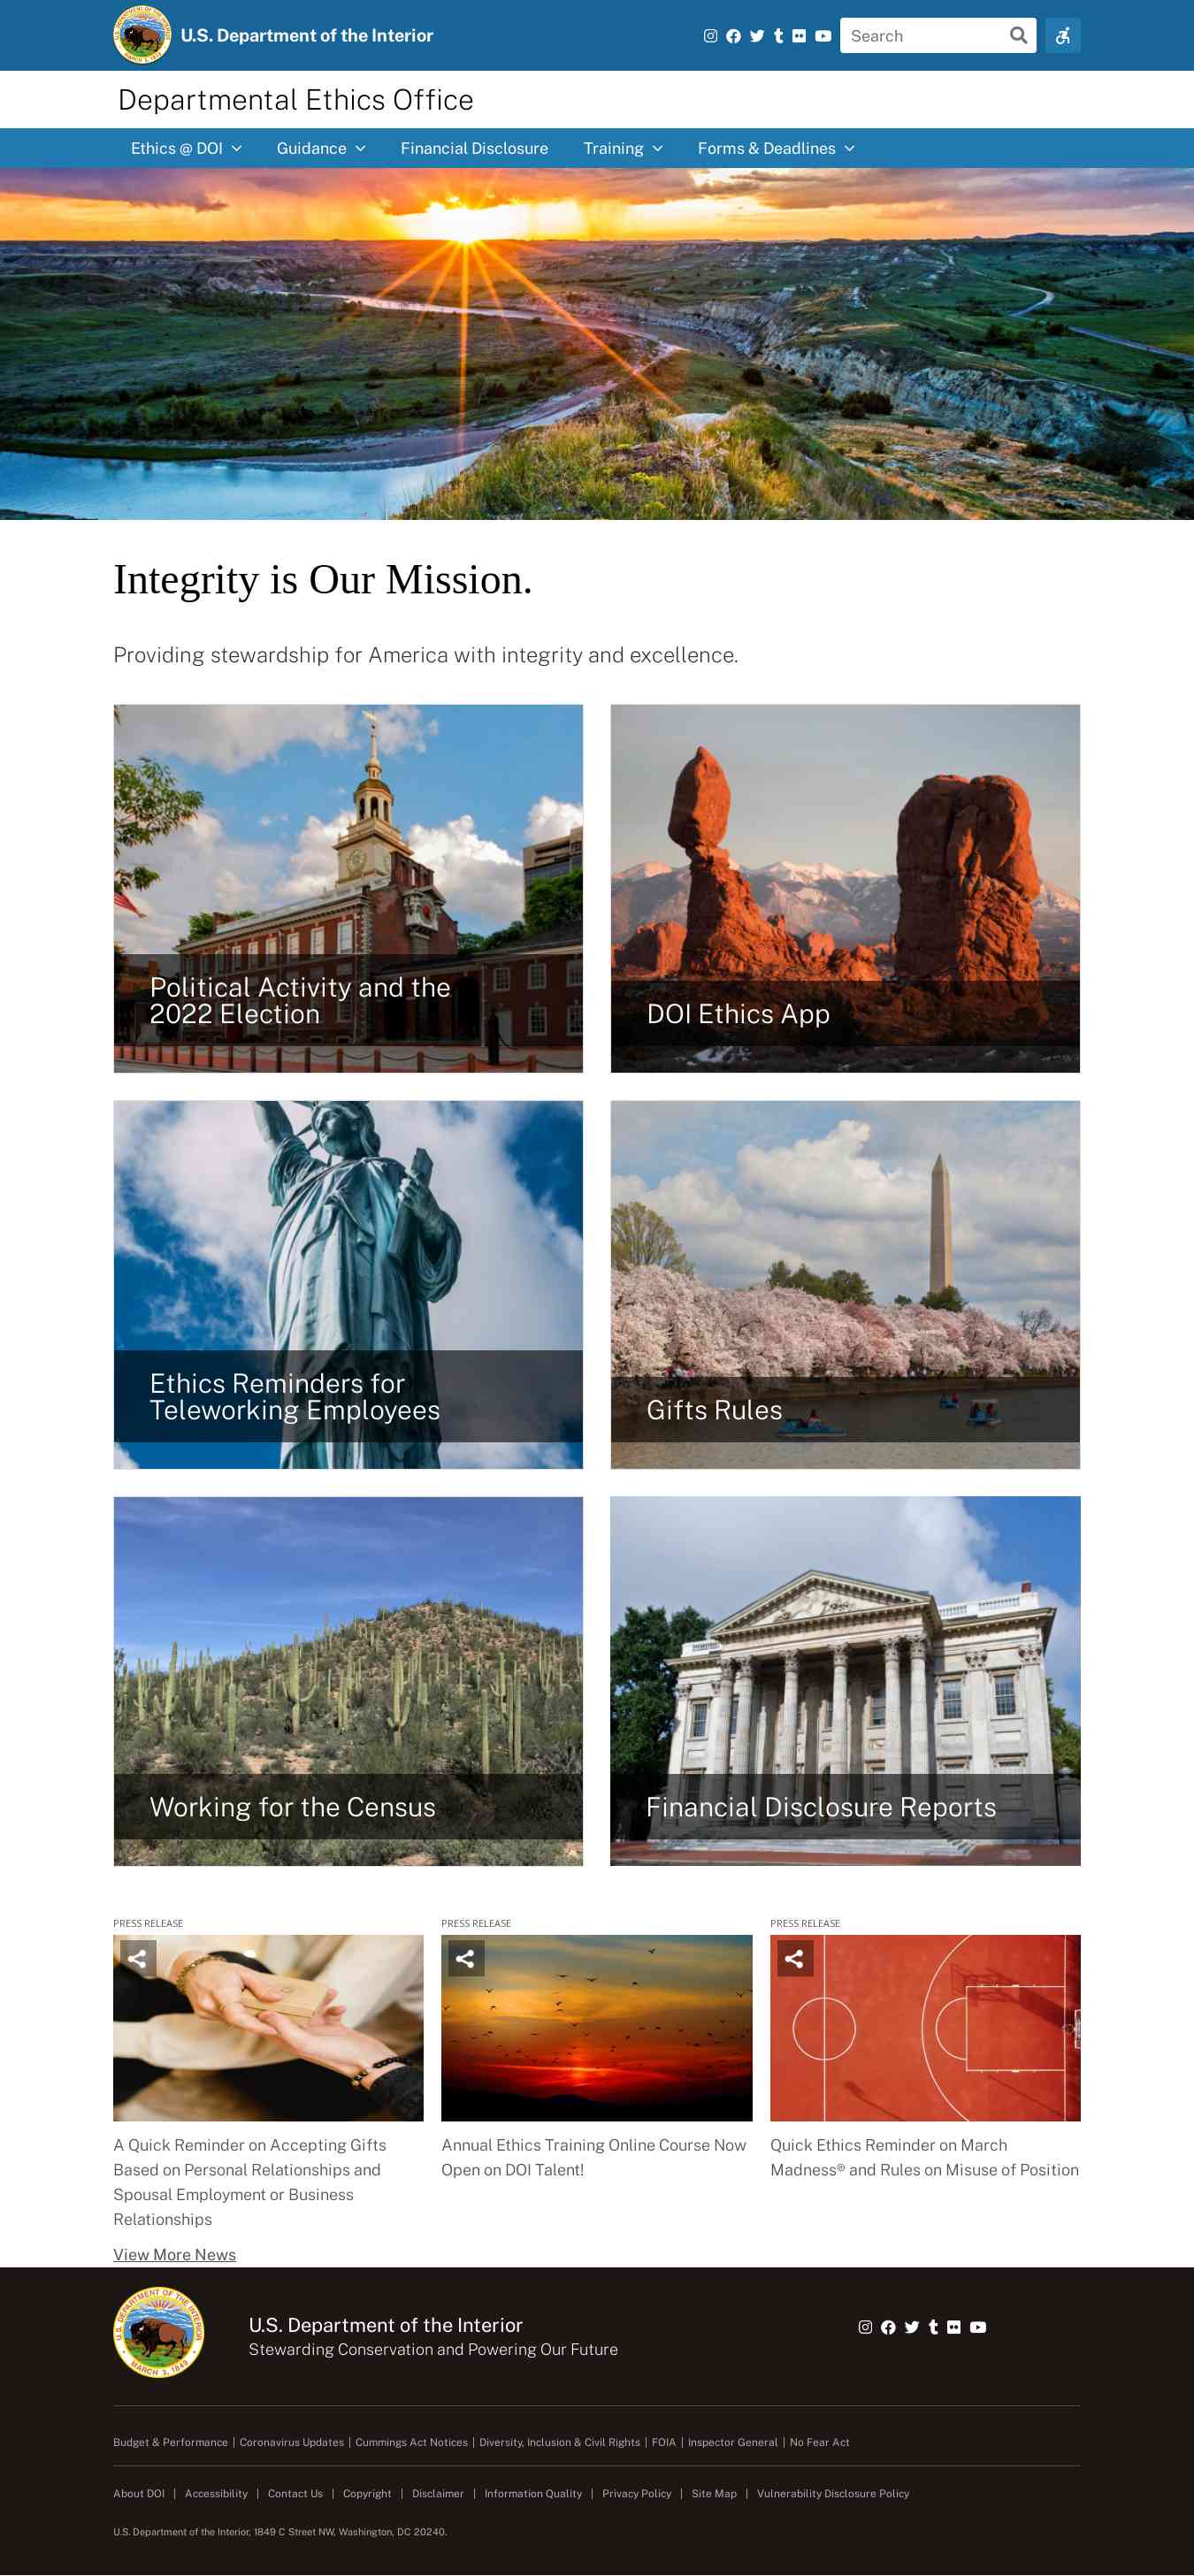 U.S. Department of the Interior
Search
Departmental Ethics Office
Ethics @ DOI
Guidance
Financial Disclosure
Training
Forms & Deadlines
Integrity is Our Mission.
Providing stewardship for America with integrity and excellence.
Political Activity and the
2022 Election
DOI Ethics App
Ethics Reminders for
Teleworking Employees
Gifts Rules
Working for the Census
Financial Disclosure Reports
PRESS RELEASE
A Quick Reminder on Accepting Gifts
Based on Personal Relationships and
Spousal Employment or Business
Relationships
PRESS RELEASE
Annual Ethics Training Online Course Now
Open on DOI Talent!
PRESS RELEASE
Quick Ethics Reminder on March
Madness® and Rules on Misuse of Position
View More News
U.S. DEPARTMENT OF THE INTERIOR
MARCH 3, 1849
U.S. Department of the Interior
Stewarding Conservation and Powering Our Future
Budget & Performance | Coronavirus Updates | Cummings Act Notices | Diversity, Inclusion & Civil Rights | FOIA | Inspector General | No Fear Act
About DOI | Accessibility | Contact Us | Copyright | Disclaimer | Information Quality | Privacy Policy | Site Map | Vulnerability Disclosure Policy
U.S. Department of the Interior, 1849 C Street NW, Washington, DC 20240.